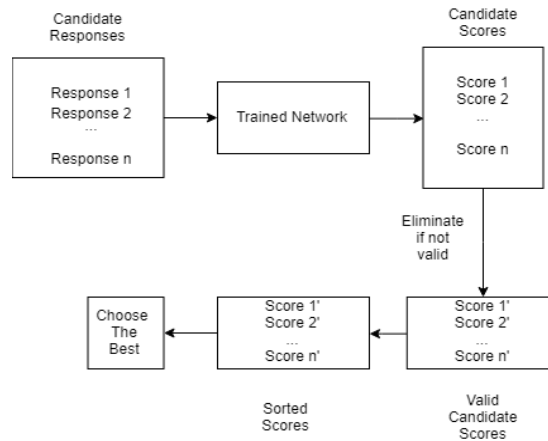 Candidate
Responses
Response 1
Response 2
...
Response n
Trained Network
Candidate
Scores
Score 1
Score 2
...
Score n
Eliminate
if not
valid
Score 1'
Score 2'
...
Score n'
Valid
Candidate
Scores
Score 1'
Score 2'
...
Score n'
Sorted
Scores
Choose
The
Best